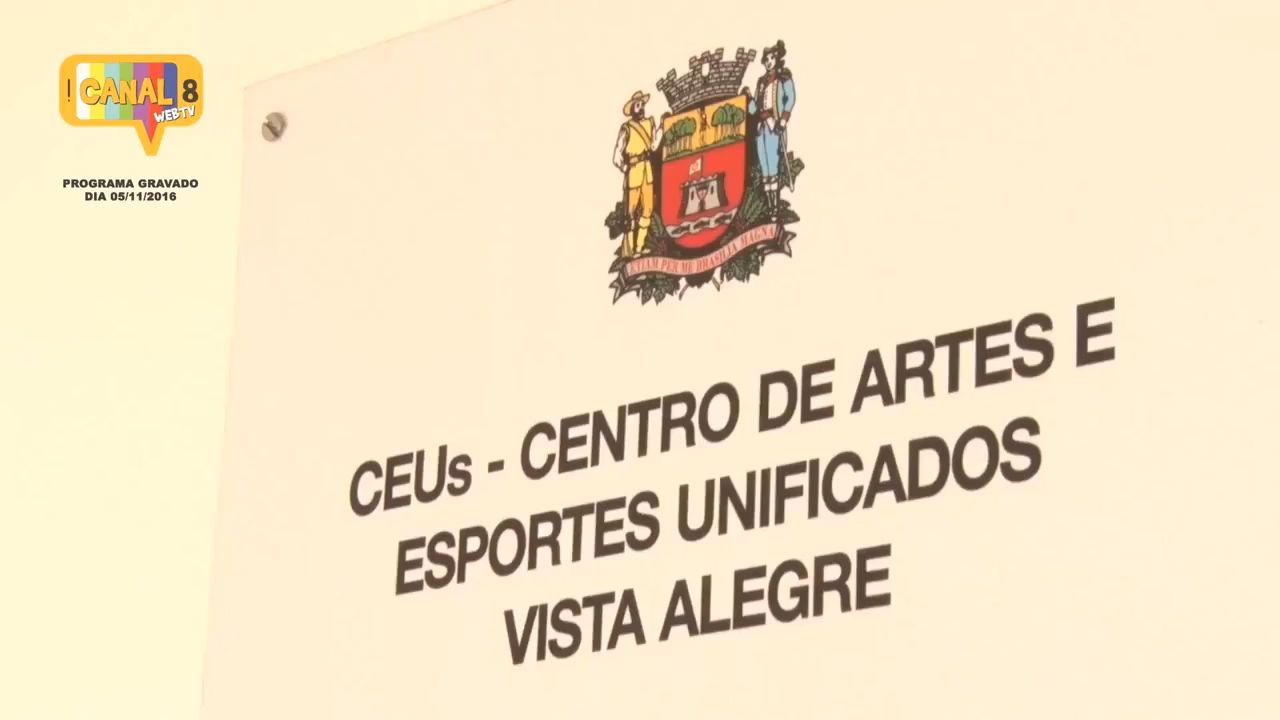 ! CANAL 8
WEBTV
PROGRAMA GRAVADO
DIA 05/11/2016
ETIAM PER ME BRASILIA MAGNA
CEUs - CENTRO DE ARTES E
ESPORTES UNIFICADOS
VISTA ALEGRE